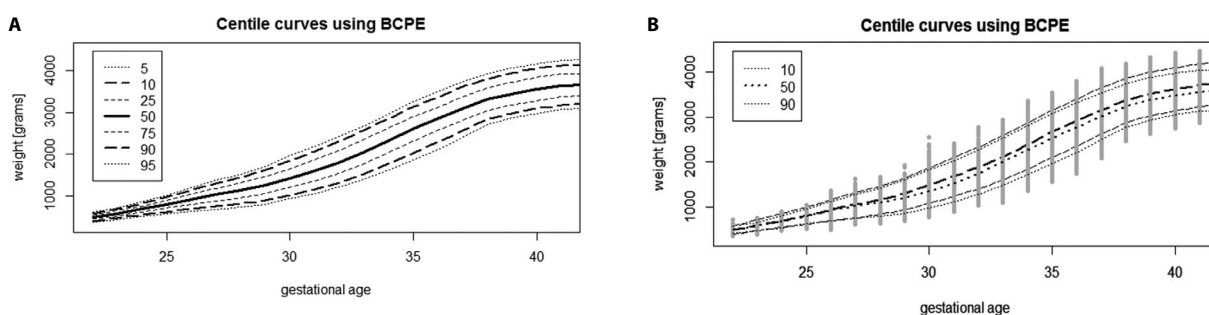 A
Centile curves using BCPE
5
10
25
50
75
90
95
weight [grams]
4000
3000
2000
1000
25 30 35 40
gestational age
B
Centile curves using BCPE
10
50
90
weight [grams]
4000
3000
2000
1000
25 30 35 40
gestational age